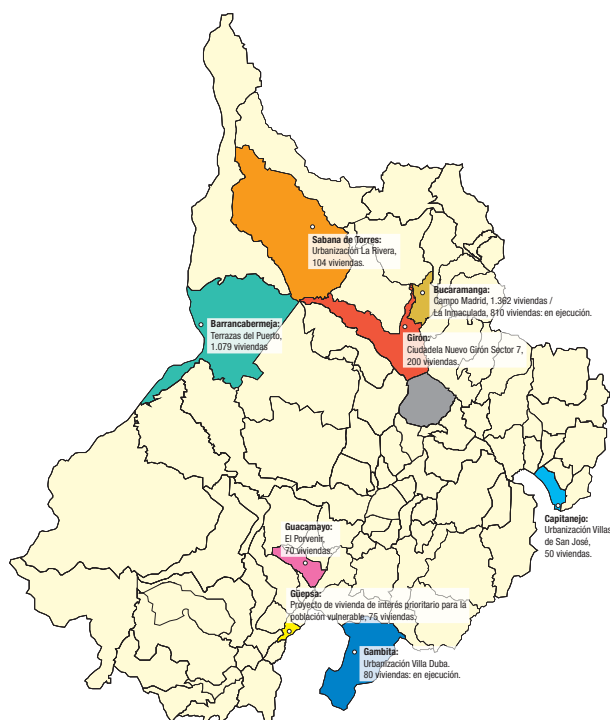 Sabana de Torres:
Urbanización La Rivera,
104 viviendas.
Bucaramanga:
Campo Madrid, 1.362 viviendas /
La Inmaculada, 810 viviendas: en ejecución.
Barrancabermeja:
Terrazas del Puerto,
1.079 viviendas
Girón:
Ciudadela Nuevo Girón Sector 7,
200 viviendas.
Capitanejo:
Urbanización Villas
de San José,
50 viviendas.
Guacamayo:
El Porvenir,
70 viviendas.
Güepsa:
Proyecto de vivienda de interés prioritario para la
población vulnerable, 75 viviendas.
Gambita:
Urbanización Villa Duba.
80 viviendas: en ejecución.